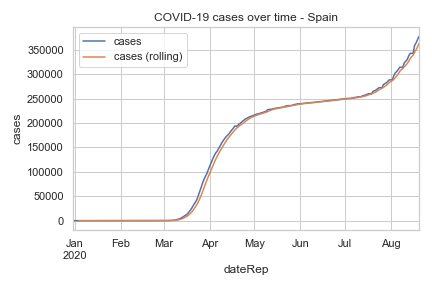 COVID-19 cases over time - Spain
cases
cases (rolling)
350000
300000
250000
200000
150000
100000
50000
0
cases
Jan Feb Mar Apr May Jun Jul Aug
2020
dateRep